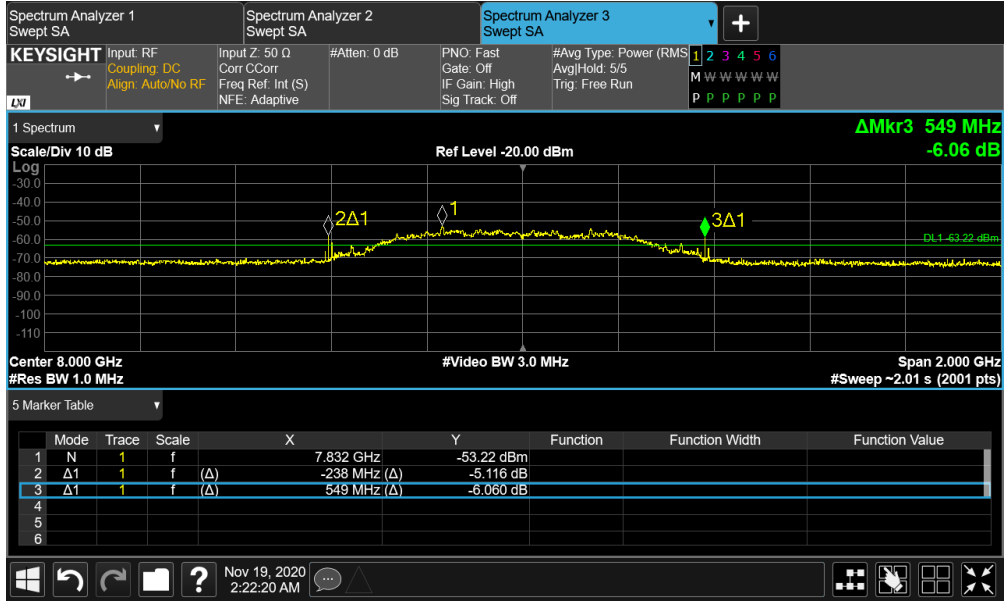 Spectrum Analyzer 1
Swept SA
Spectrum Analyzer 2
Swept SA
Spectrum Analyzer 3
Swept SA
▼
+
KEYSIGHT
LXI
Input: RF
Coupling: DC
Align: Auto/No RF
Input Z: 50 Ω
Corr CCorr
Freq Ref: Int (S)
NFE: Adaptive
#Atten: 0 dB
PNO: Fast
Gate: Off
IF Gain: High
Sig Track: Off
#Avg Type: Power (RMS
Avg|Hold: 5/5
Trig: Free Run
1 2 3 4 5 6
M W W W W W
P P P P P P
1 Spectrum ▼
ΔMkr3 549 MHz
-6.06 dB
Scale/Div 10 dB
Ref Level -20.00 dBm
Log
-30.0
-40.0
-50.0
-60.0
-70.0
-80.0
-90.0
-100
-110
2Δ1
1
3Δ1
DL1 -63.22 dBm
Center 8.000 GHz
#Video BW 3.0 MHz
Span 2.000 GHz
#Res BW 1.0 MHz
#Sweep ~2.01 s (2001 pts)
5 Marker Table ▼
Mode Trace Scale X Y Function Function Width Function Value
1 N 1 f 7.832 GHz -53.22 dBm
2 Δ1 1 f (Δ) -238 MHz (Δ) -5.116 dB
3 Δ1 1 f (Δ) 549 MHz (Δ) -6.060 dB
4
5
6
?
Nov 19, 2020
2:22:20 AM